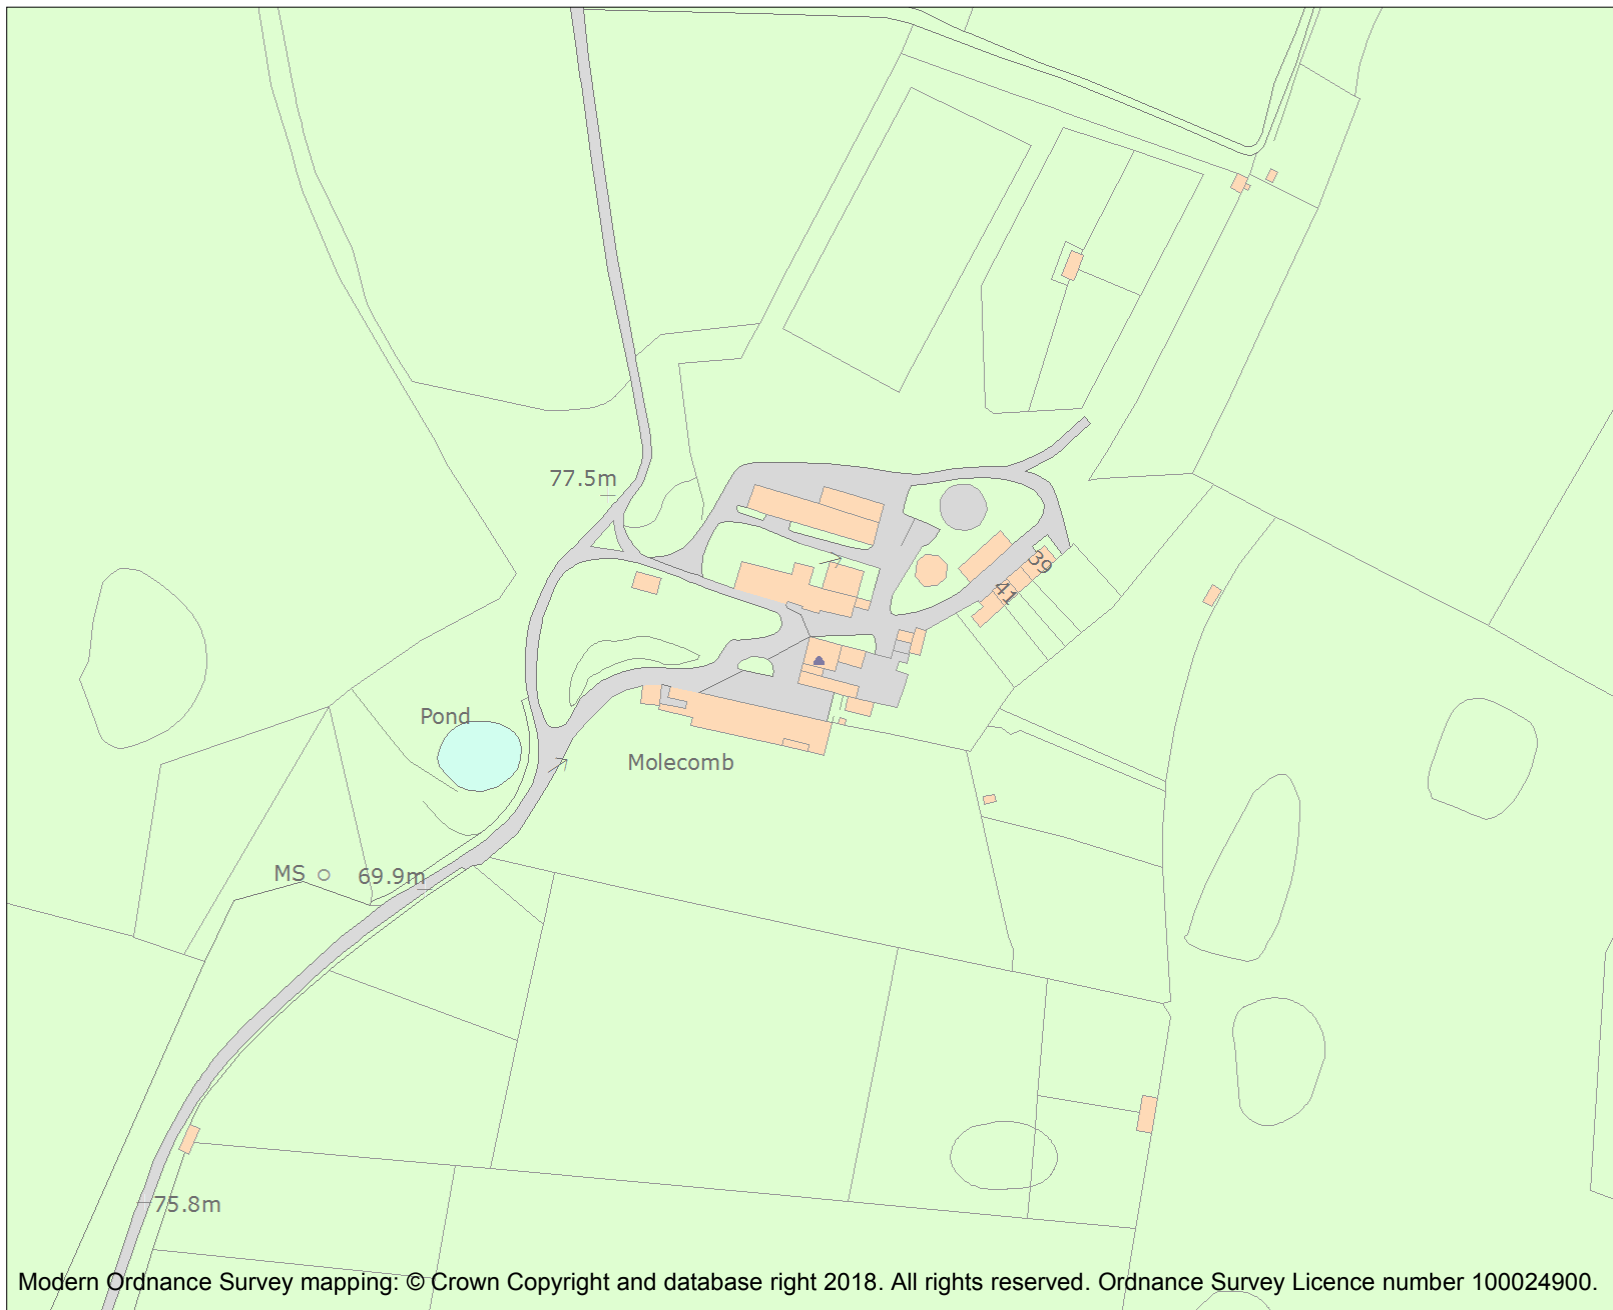 77.5m
39
41
Pond
Molecomb
MS
69.9m
75.8m
Modern Ordnance Survey mapping: © Crown Copyright and database right 2018. All rights reserved. Ordnance Survey Licence number 100024900.